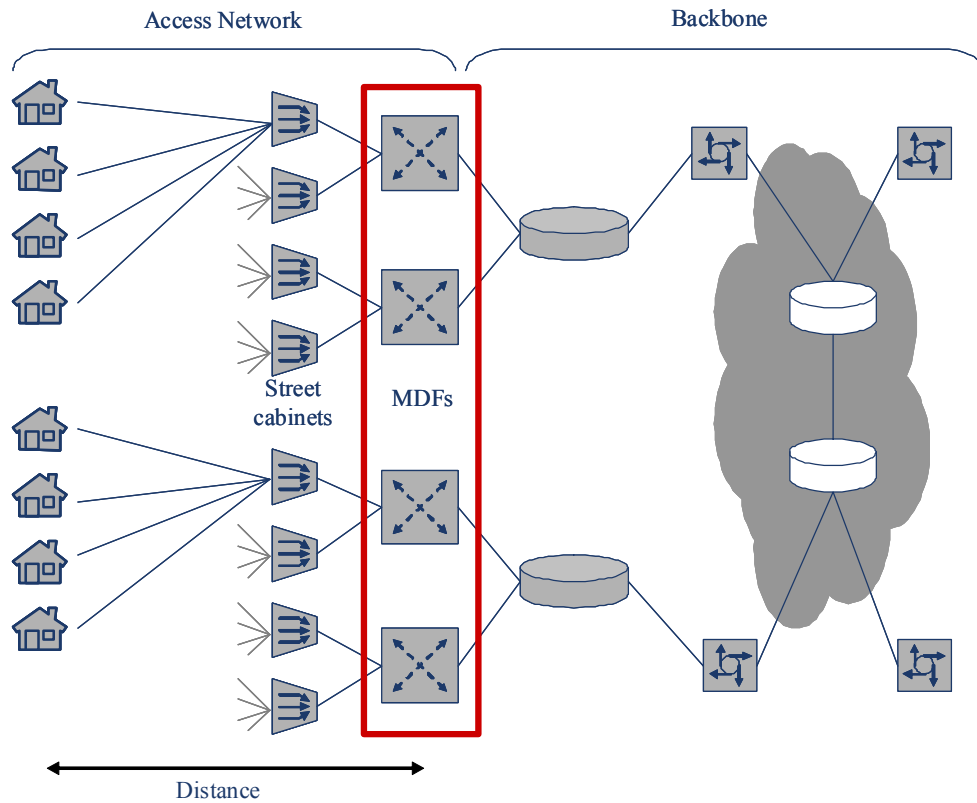 Access Network
Backbone
Street
cabinets
MDFs
Distance